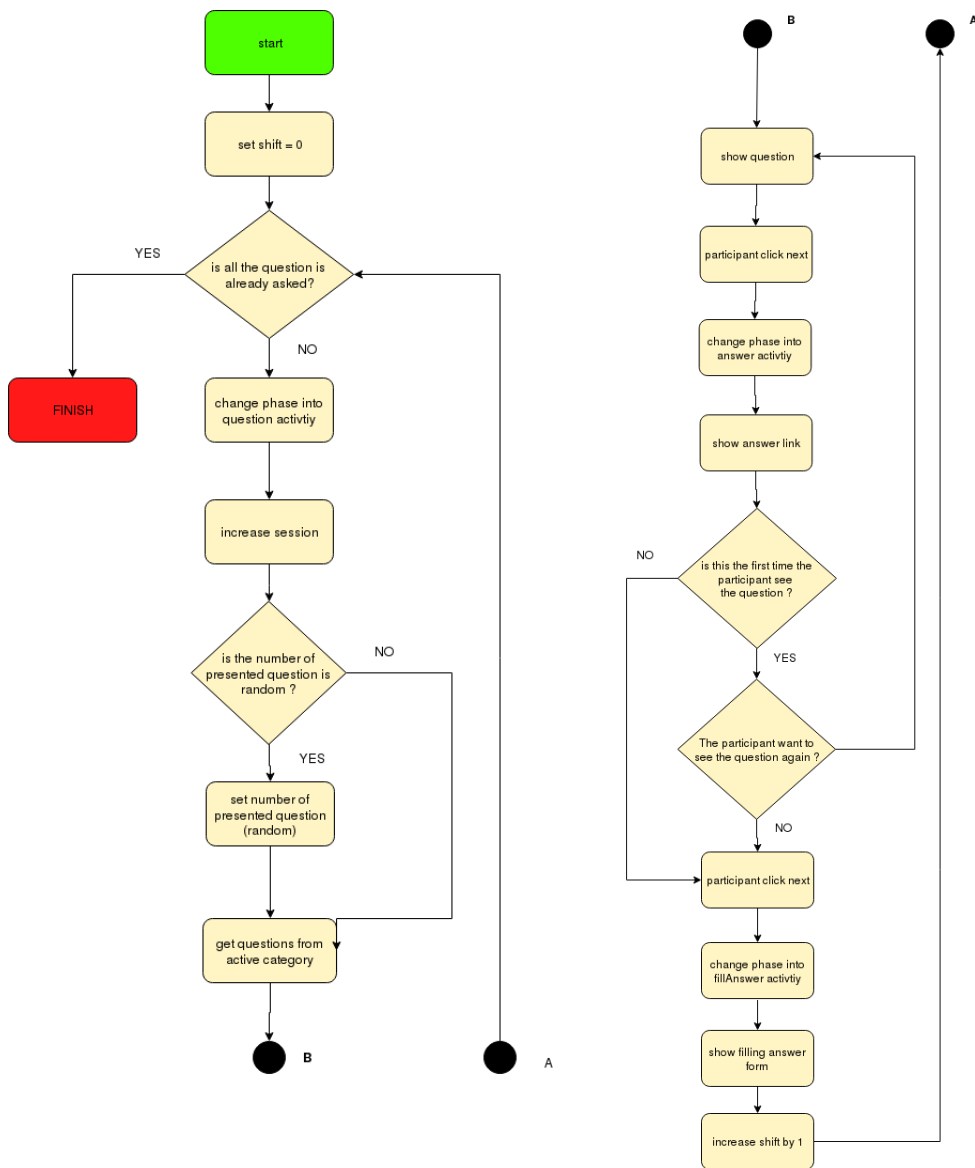 start
set shift = 0
is all the question is
already asked?
YES
NO
FINISH
change phase into
question activtiy
increase session
is the number of
presented question is
random ?
NO
YES
set number of
presented question
(random)
get questions from
active category
B
A
B
A
show question
participant click next
change phase into
answer activtiy
show answer link
is this the first time the
participant see
the question ?
NO
YES
The participant want to
see the question again ?
NO
participant click next
change phase into
fillAnswer activtiy
show filling answer
form
increase shift by 1